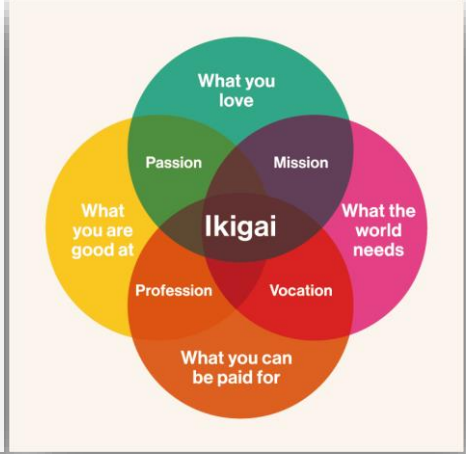 What you
love
Passion
Mission
What
you are
good at
Ikigai
What the
world
needs
Profession
Vocation
What you can
be paid for